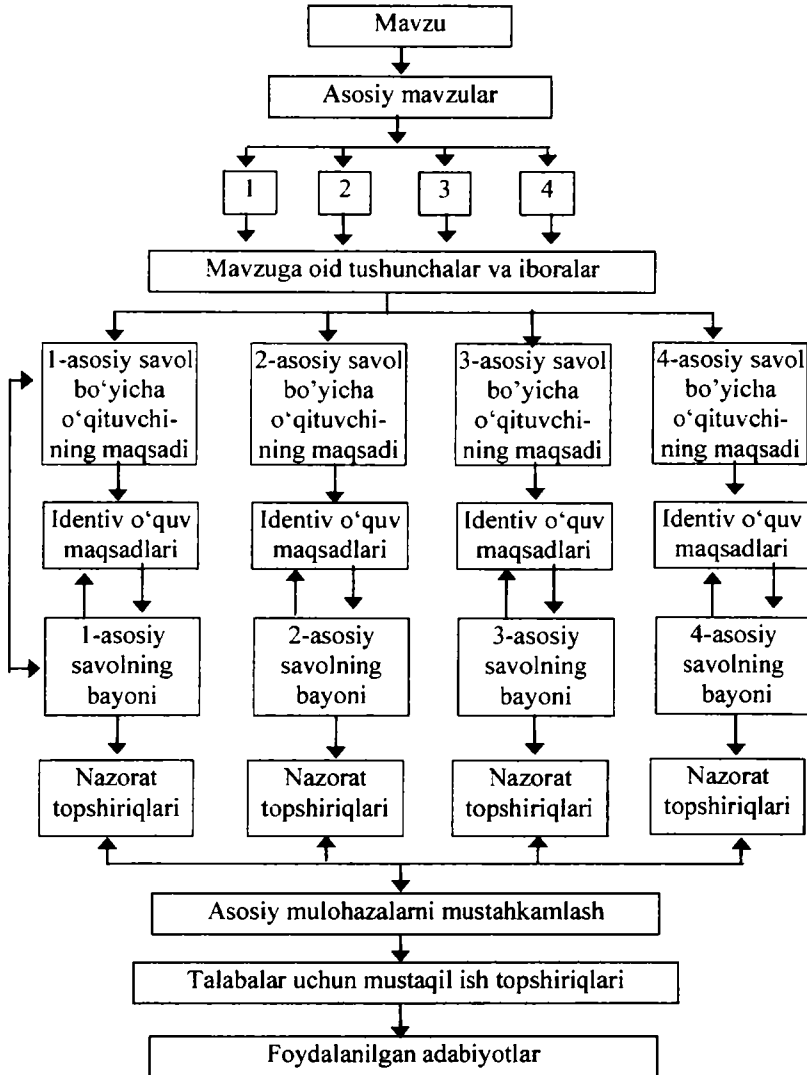 Mavzu
Asosiy mavzular
1 2 3 4
Mavzuga oid tushunchalar va iboralar
1-asosiy savol
bo‘yicha
o‘qituvchi-
ning maqsadi
2-asosiy savol
bo’yicha
o‘qituvchi-
ning maqsadi
3-asosiy savol
bo’yicha
o‘qituvchi-
ning maqsadi
4-asosiy savol
bo’yicha
o‘qituvchi-
ning maqsadi
Identiv o‘quv
maqsadlari
Identiv o‘quv
maqsadlari
Identiv o‘quv
maqsadlari
Identiv o‘quv
maqsadlari
1-asosiy
savolning
bayoni
2-asosiy
savolning
bayoni
3-asosiy
savolning
bayoni
4-asosiy
savolning
bayoni
Nazorat
topshiriqlari
Nazorat
topshiriqlari
Nazorat
topshiriqlari
Nazorat
topshiriqlari
Asosiy mulohazalarni mustahkamlash
Talabalar uchun mustaqil ish topshiriqlari
Foydalanilgan adabiyotlar